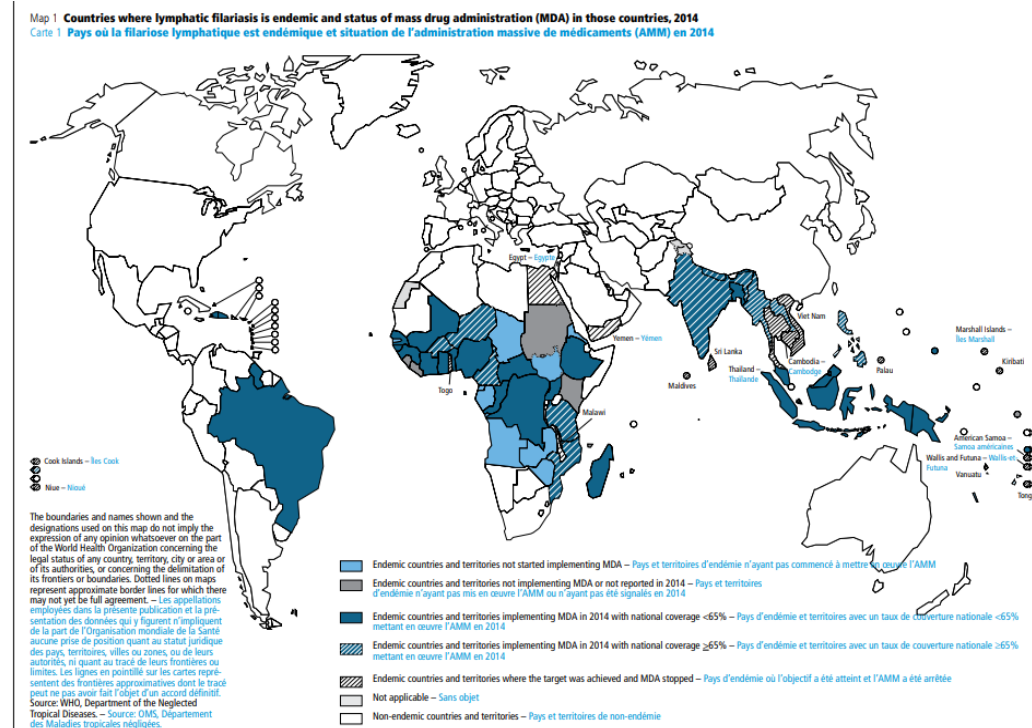 Map 1 Countries where lymphatic filariasis is endemic and status of mass drug administration (MDA) in those countries, 2014
Carte 1 Pays où la filariose lymphatique est endémique et situation de l'administration massive de médicaments (AMM) en 2014
Egypt – Egypte
Yemen – Yémen
Viet Nam
Sri Lanka
Cambodia –
Cambodge
Thailand –
Thaïlande
Maldives
Palau
Marshall Islands –
Îles Marshall
Kiribati
Togo
Malawi
American Samoa –
Samoa américaines
Wallis and Futuna – Wallis-et
Futuna
Vanuatu
Tong
Cook Islands – Îles Cook
Niue – Nioué
The boundaries and names shown and the
designations used on this map do not imply the
expression of any opinion whatsoever on the part
of the World Health Organization concerning the
legal status of any country, territory, city or area or
of its authorities, or concerning the delimitation of
its frontiers or boundaries. Dotted lines on maps
represent approximate border lines for which there
may not yet be full agreement. – Les appellations
employées dans la présente publication et la pré-
sentation des données qui y figurent n'impliquent
de la part de l'Organisation mondiale de la Santé
aucune prise de position quant au statut juridique
des pays, territoires, villes ou zones, ou de leurs
autorités, ni quant au tracé de leurs frontières ou
limites. Les lignes en pointillé sur les cartes repré-
sentent des frontières approximatives dont le tracé
peut ne pas avoir fait l'objet d'un accord définitif.
Source: WHO, Department of the Neglected
Tropical Diseases. – Source: OMS, Département
des Maladies tropicales négligées.
Endemic countries and territories not started implementing MDA – Pays et territoires d'endémie n'ayant pas commencé à mettre en œuvre l'AMM
Endemic countries and territories not implementing MDA or not reported in 2014 – Pays et territoires
d'endémie n'ayant pas mis en œuvre l'AMM ou n'ayant pas été signalés en 2014
Endemic countries and territories implementing MDA in 2014 with national coverage <65% – Pays d'endémie et territoires avec un taux de couverture nationale <65%
mettant en œuvre l'AMM en 2014
Endemic countries and territories implementing MDA in 2014 with national coverage ≥65% – Pays d'endémie et territoires avec un taux de couverture nationale ≥65%
mettant en œuvre l'AMM en 2014
Endemic countries and territories where the target was achieved and MDA stopped – Pays d'endémie où l'objectif a été atteint et l'AMM a été arrêtée
Not applicable – Sans objet
Non-endemic countries and territories – Pays et territoires de non-endémie